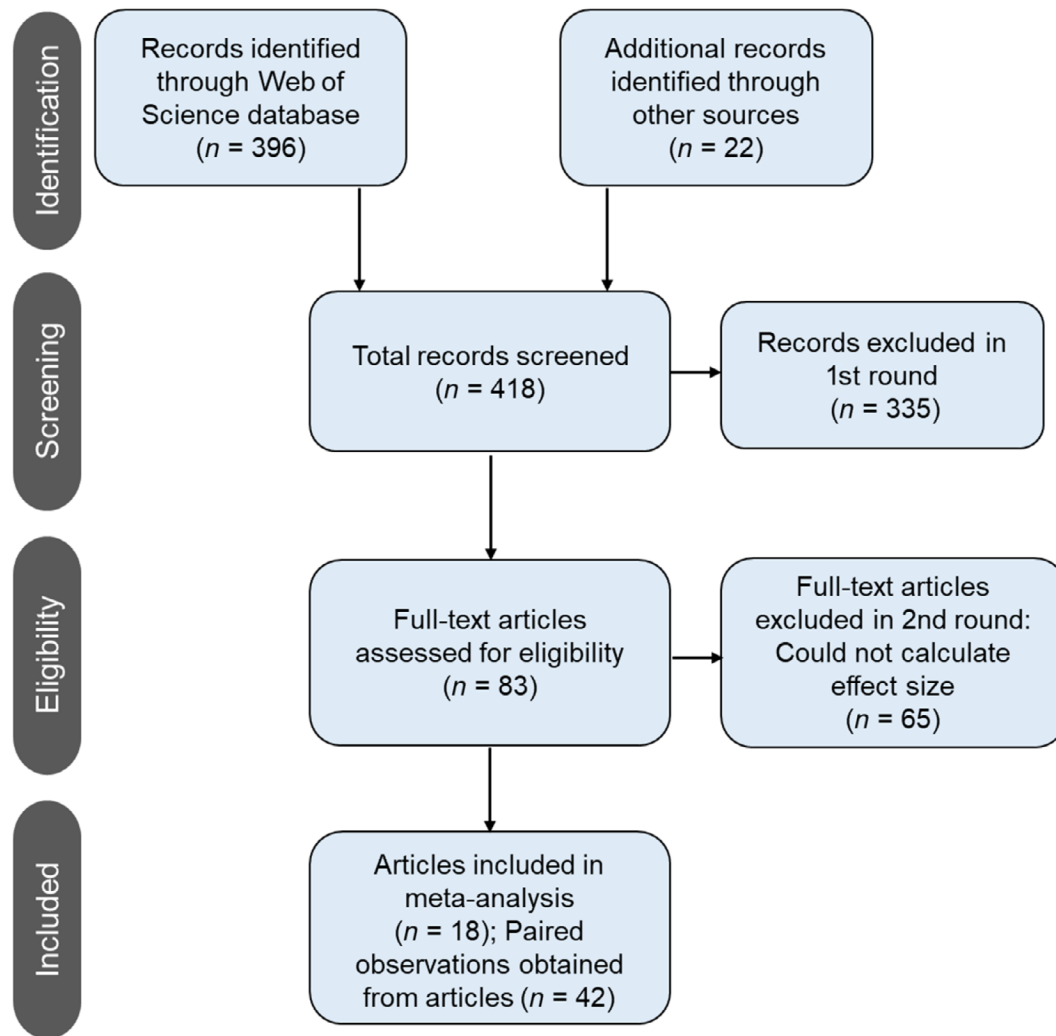 Identification
Records identified
through Web of
Science database
(n = 396)
Additional records
identified through
other sources
(n = 22)
Screening
Total records screened
(n = 418)
Records excluded in
1st round
(n = 335)
Eligibility
Full-text articles
assessed for eligibility
(n = 83)
Full-text articles
excluded in 2nd round:
Could not calculate
effect size
(n = 65)
Included
Articles included in
meta-analysis
(n = 18); Paired
observations obtained
from articles (n = 42)